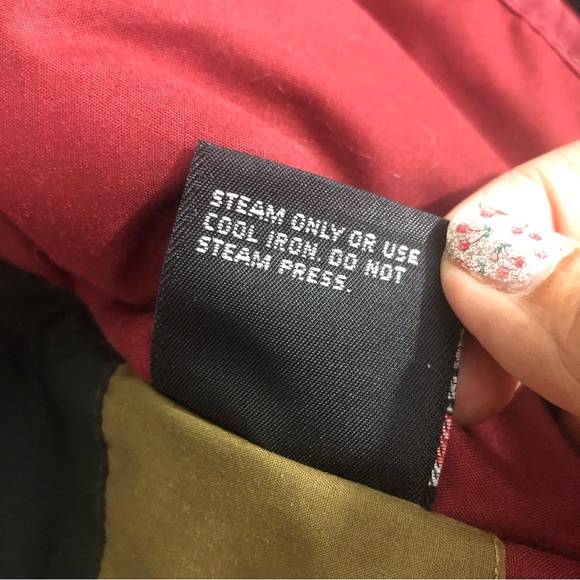 STEAM ONLY OR USE
COOL IRON. DO NOT
STEAM PRESS.